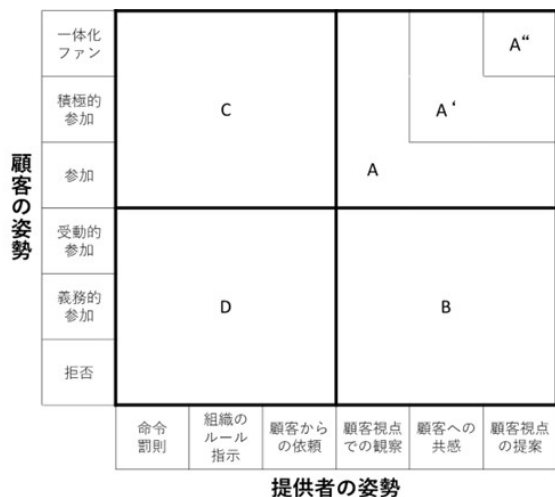 一体化
ファン
積極的
参加
参加
受動的
参加
義務的
参加
拒否
顧客の姿勢
C
A
A‘
A“
D
B
命令
罰則
組織の
ルール
指示
顧客から
の依頼
顧客視点
での観察
顧客への
共感
顧客視点
の提案
提供者の姿勢